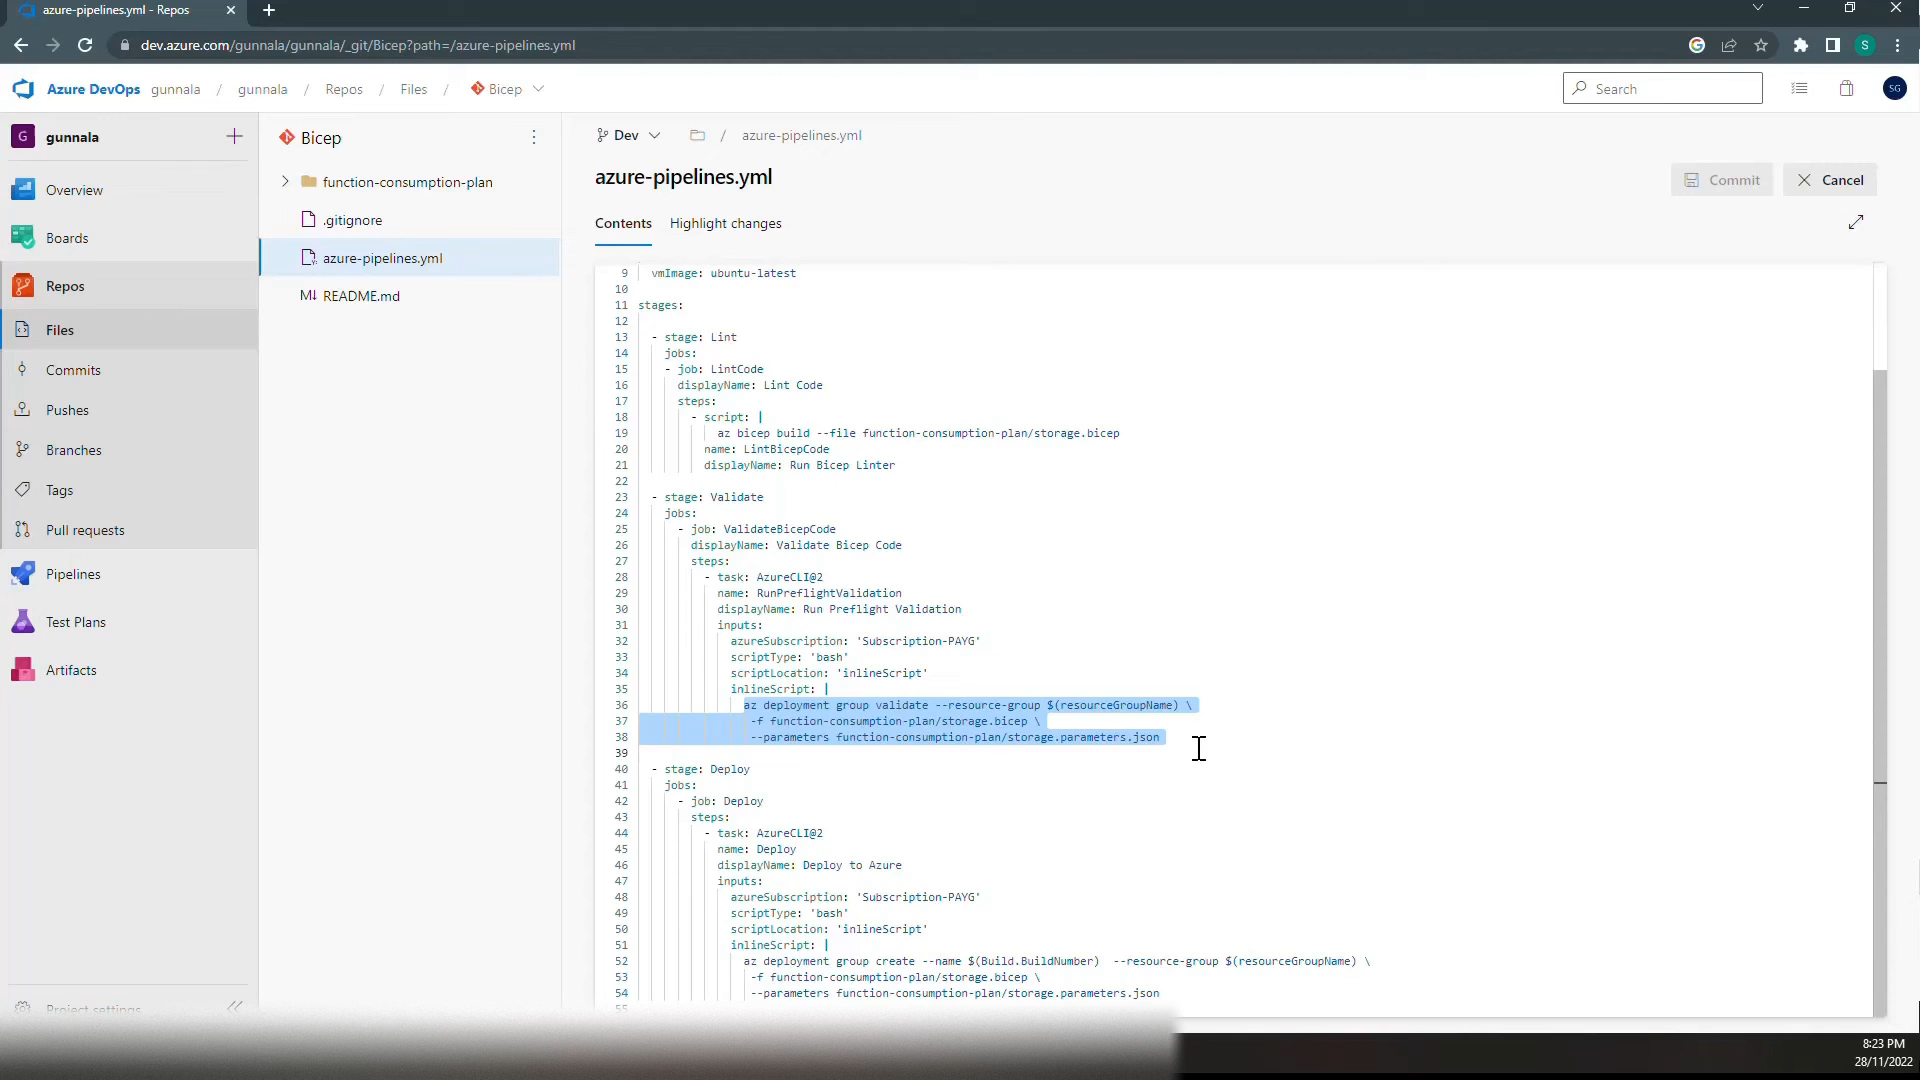 azure-pipelines.yml - Repos
dev.azure.com/gunnala/gunnala/_git/Bicep?path=/azure-pipelines.yml
S
Azure DevOps gunnala / gunnala / Repos / Files / Bicep
Search
SG
G gunnala
Overview
Boards
Repos
Files
Commits
Pushes
Branches
Tags
Pull requests
Pipelines
Test Plans
Artifacts
Project settings
Bicep
function-consumption-plan
.gitignore
azure-pipelines.yml
M↓ README.md
Dev / azure-pipelines.yml
azure-pipelines.yml
Commit
Cancel
Contents Highlight changes
9 vmImage: ubuntu-latest
10
11 stages:
12
13 - stage: Lint
14 jobs:
15 - job: LintCode
16 displayName: Lint Code
17 steps:
18 - script: |
19 az bicep build --file function-consumption-plan/storage.bicep
20 name: LintBicepCode
21 displayName: Run Bicep Linter
22
23 - stage: Validate
24 jobs:
25 - job: ValidateBicepCode
26 displayName: Validate Bicep Code
27 steps:
28 - task: AzureCLI@2
29 name: RunPreflightValidation
30 displayName: Run Preflight Validation
31 inputs:
32 azureSubscription: 'Subscription-PAYG'
33 scriptType: 'bash'
34 scriptLocation: 'inlineScript'
35 inlineScript: |
36 az deployment group validate --resource-group $(resourceGroupName) \
37 -f function-consumption-plan/storage.bicep \
38 --parameters function-consumption-plan/storage.parameters.json
39
40 - stage: Deploy
41 jobs:
42 - job: Deploy
43 steps:
44 - task: AzureCLI@2
45 name: Deploy
46 displayName: Deploy to Azure
47 inputs:
48 azureSubscription: 'Subscription-PAYG'
49 scriptType: 'bash'
50 scriptLocation: 'inlineScript'
51 inlineScript: |
52 az deployment group create --name $(Build.BuildNumber) --resource-group $(resourceGroupName) \
53 -f function-consumption-plan/storage.bicep \
54 --parameters function-consumption-plan/storage.parameters.json
55
8:23 PM
28/11/2022